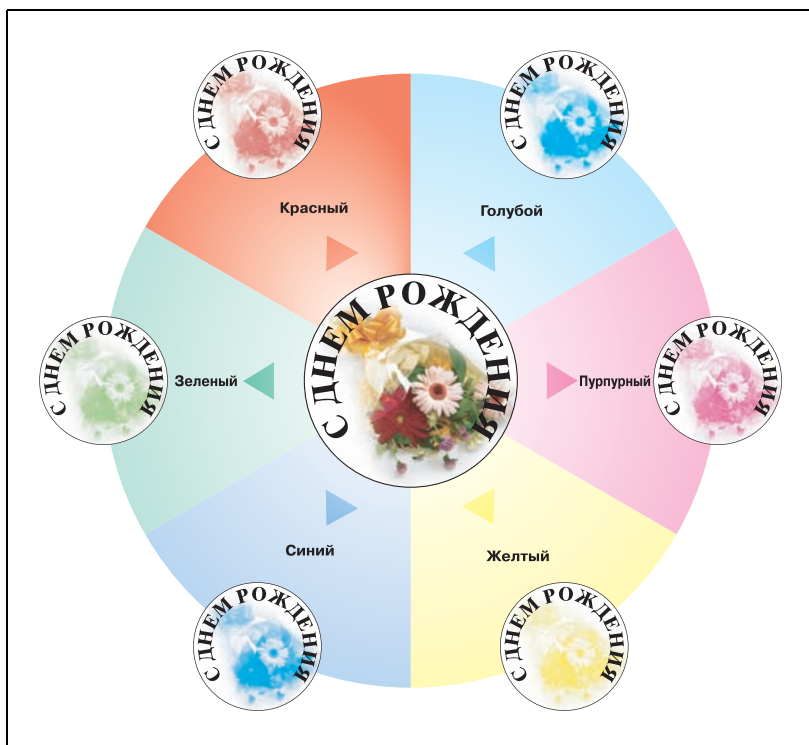 С ДНЕМ РОЖДЕНИЯ
С ДНЕМ РОЖДЕНИЯ
Красный
Голубой
С ДНЕМ РОЖДЕНИЯ
С ДНЕМ РОЖДЕНИЯ
Зеленый
С ДНЕМ РОЖДЕНИЯ
Пурпурный
С ДНЕМ РОЖДЕНИЯ
Синий
Желтый
С ДНЕМ РОЖДЕНИЯ
С ДНЕМ РОЖДЕНИЯ